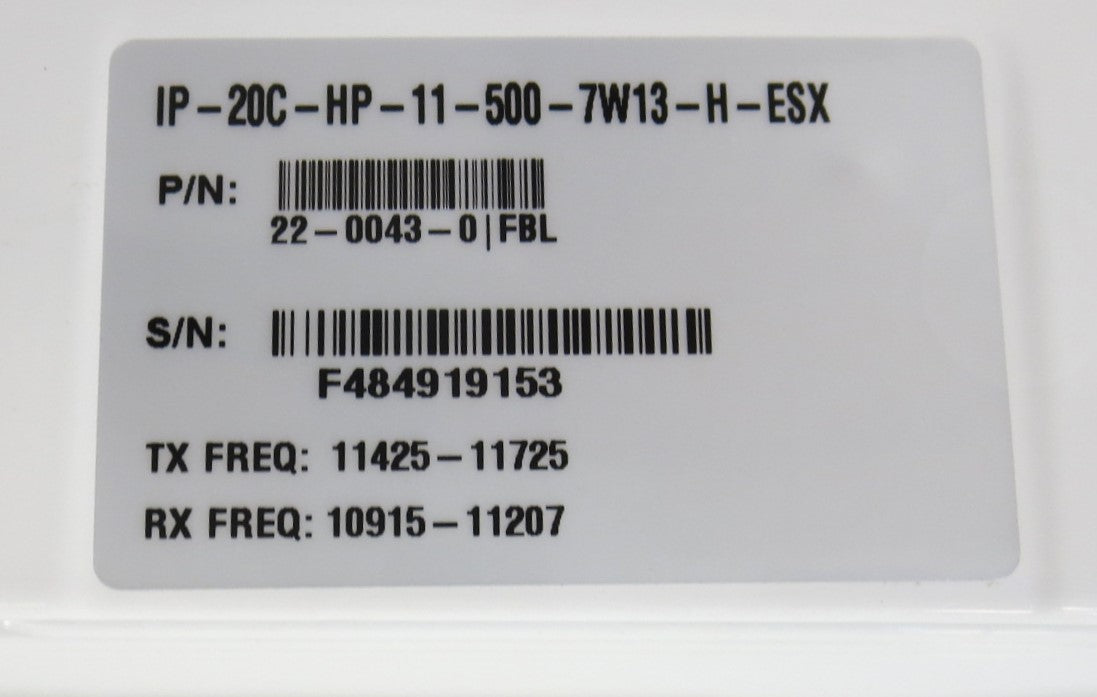 IP-20C-HP-11-500-7W13-H-ESX
P/N:
22-0043-0|FBL
S/N:
F484919153
TX FREQ: 11425-11725
RX FREQ: 10915-11207